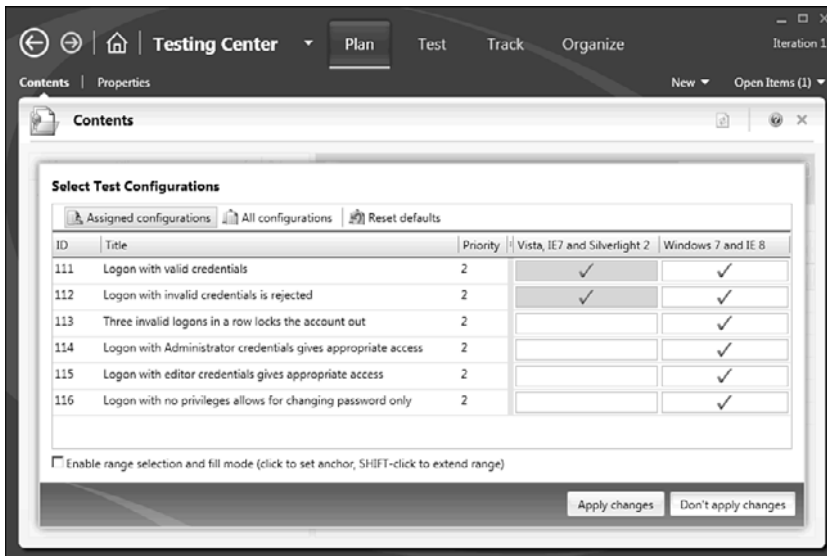 Testing Center Plan Test Track Organize Iteration 1
Contents | Properties New Open Items (1)
Contents
Select Test Configurations
Assigned configurations All configurations Reset defaults
ID Title Priority Vista, IE7 and Silverlight 2 Windows 7 and IE 8
111 Logon with valid credentials 2
112 Logon with invalid credentials is rejected 2
113 Three invalid logons in a row locks the account out 2
114 Logon with Administrator credentials gives appropriate access 2
115 Logon with editor credentials gives appropriate access 2
116 Logon with no privileges allows for changing password only 2
Enable range selection and fill mode (click to set anchor, SHIFT-click to extend range)
Apply changes Don't apply changes